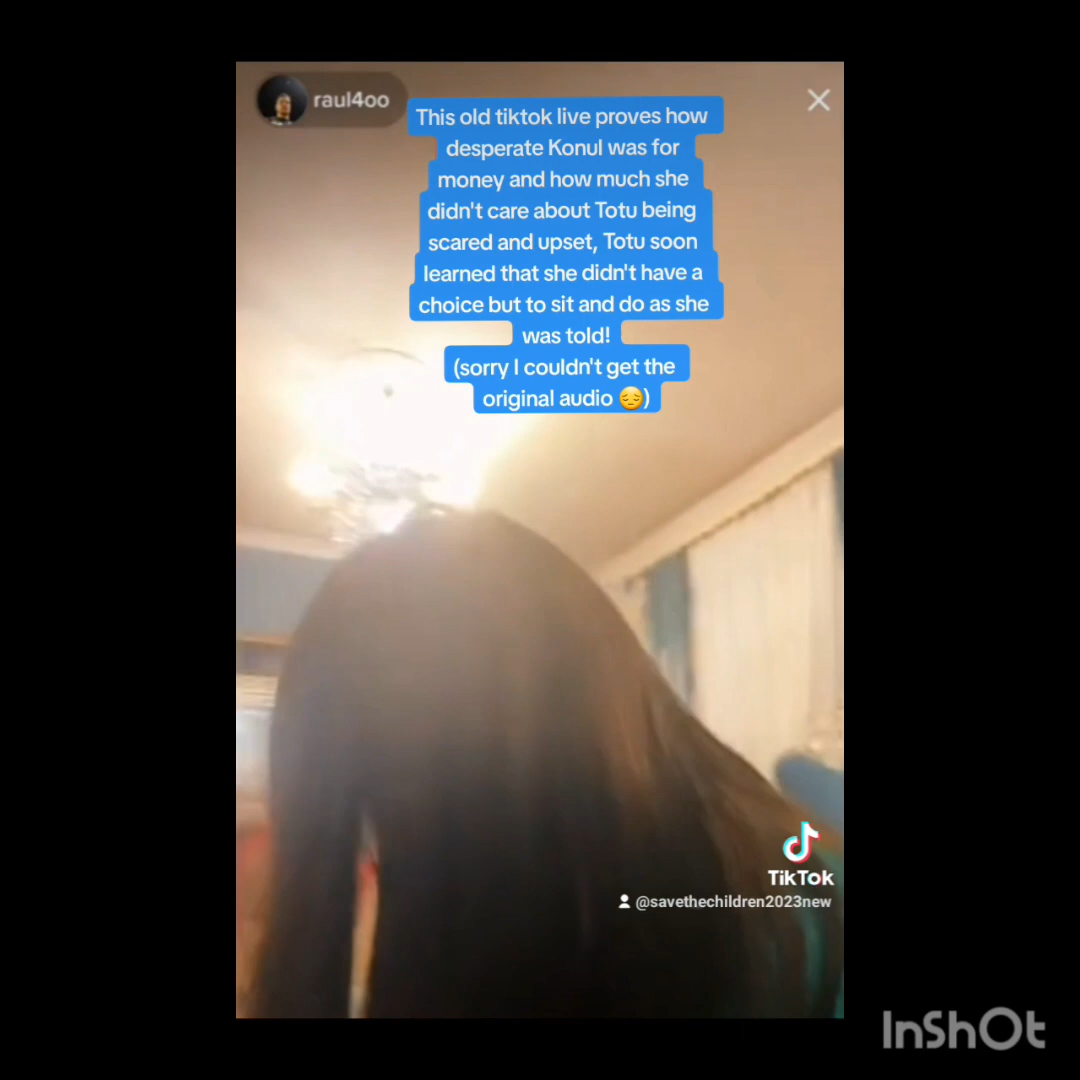 raul4oo
This old tiktok live proves how
desperate Konul was for
money and how much she
didn't care about Totu being
scared and upset, Totu soon
learned that she didn't have a
choice but to sit and do as she
was told!
(sorry I couldn't get the
original audio 😔)
TikTok
@savethechildren2023new
InShOt